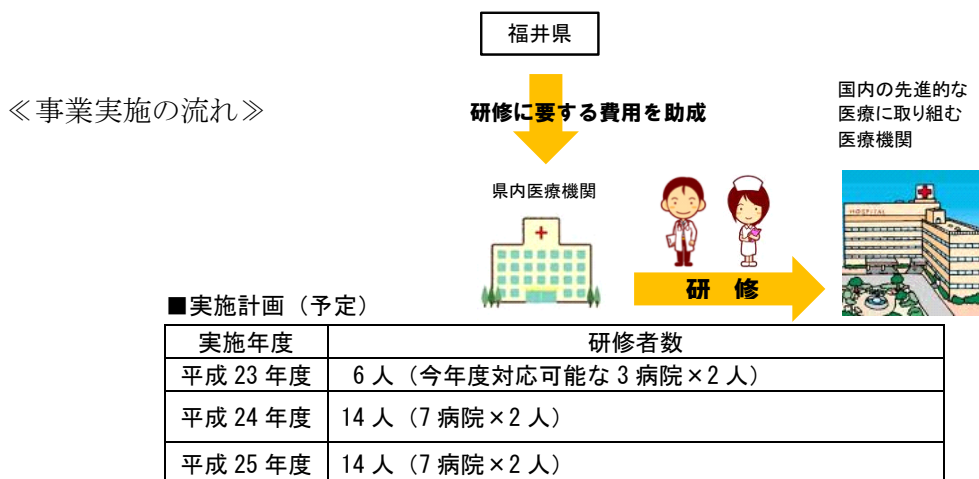 福井県
≪事業実施の流れ≫
研修に要する費用を助成
国内の先進的な
医療に取り組む
医療機関
県内医療機関
HOSPITAL
研 修
■実施計画（予定）
実施年度 研修者数
平成 23 年度 6 人（今年度対応可能な 3 病院×2 人）
平成 24 年度 14 人（7 病院×2 人）
平成 25 年度 14 人（7 病院×2 人）